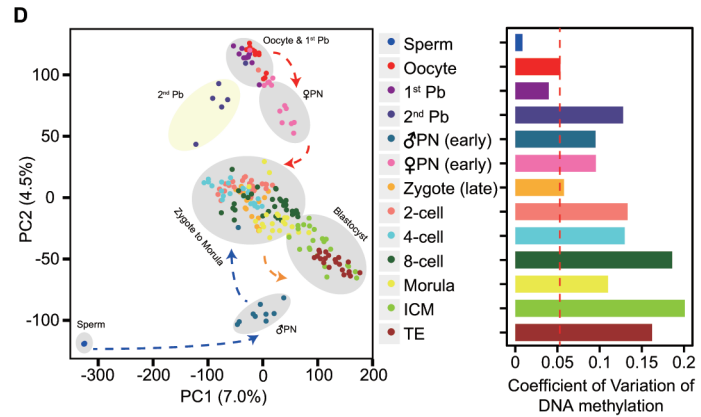 D
Oocyte & 1st Pb
♀PN
2nd Pb
Zygote to Morula
Blastocyst
Sperm
♂PN
100
50
0
-50
-100
PC2 (4.5%)
-300
-200
-100
0
100
200
PC1 (7.0%)
Sperm
Oocyte
1st Pb
2nd Pb
♂PN (early)
♀PN (early)
Zygote (late)
2-cell
4-cell
8-cell
Morula
ICM
TE
0
0.05
0.1
0.15
0.2
Coefficient of Variation of
DNA methylation